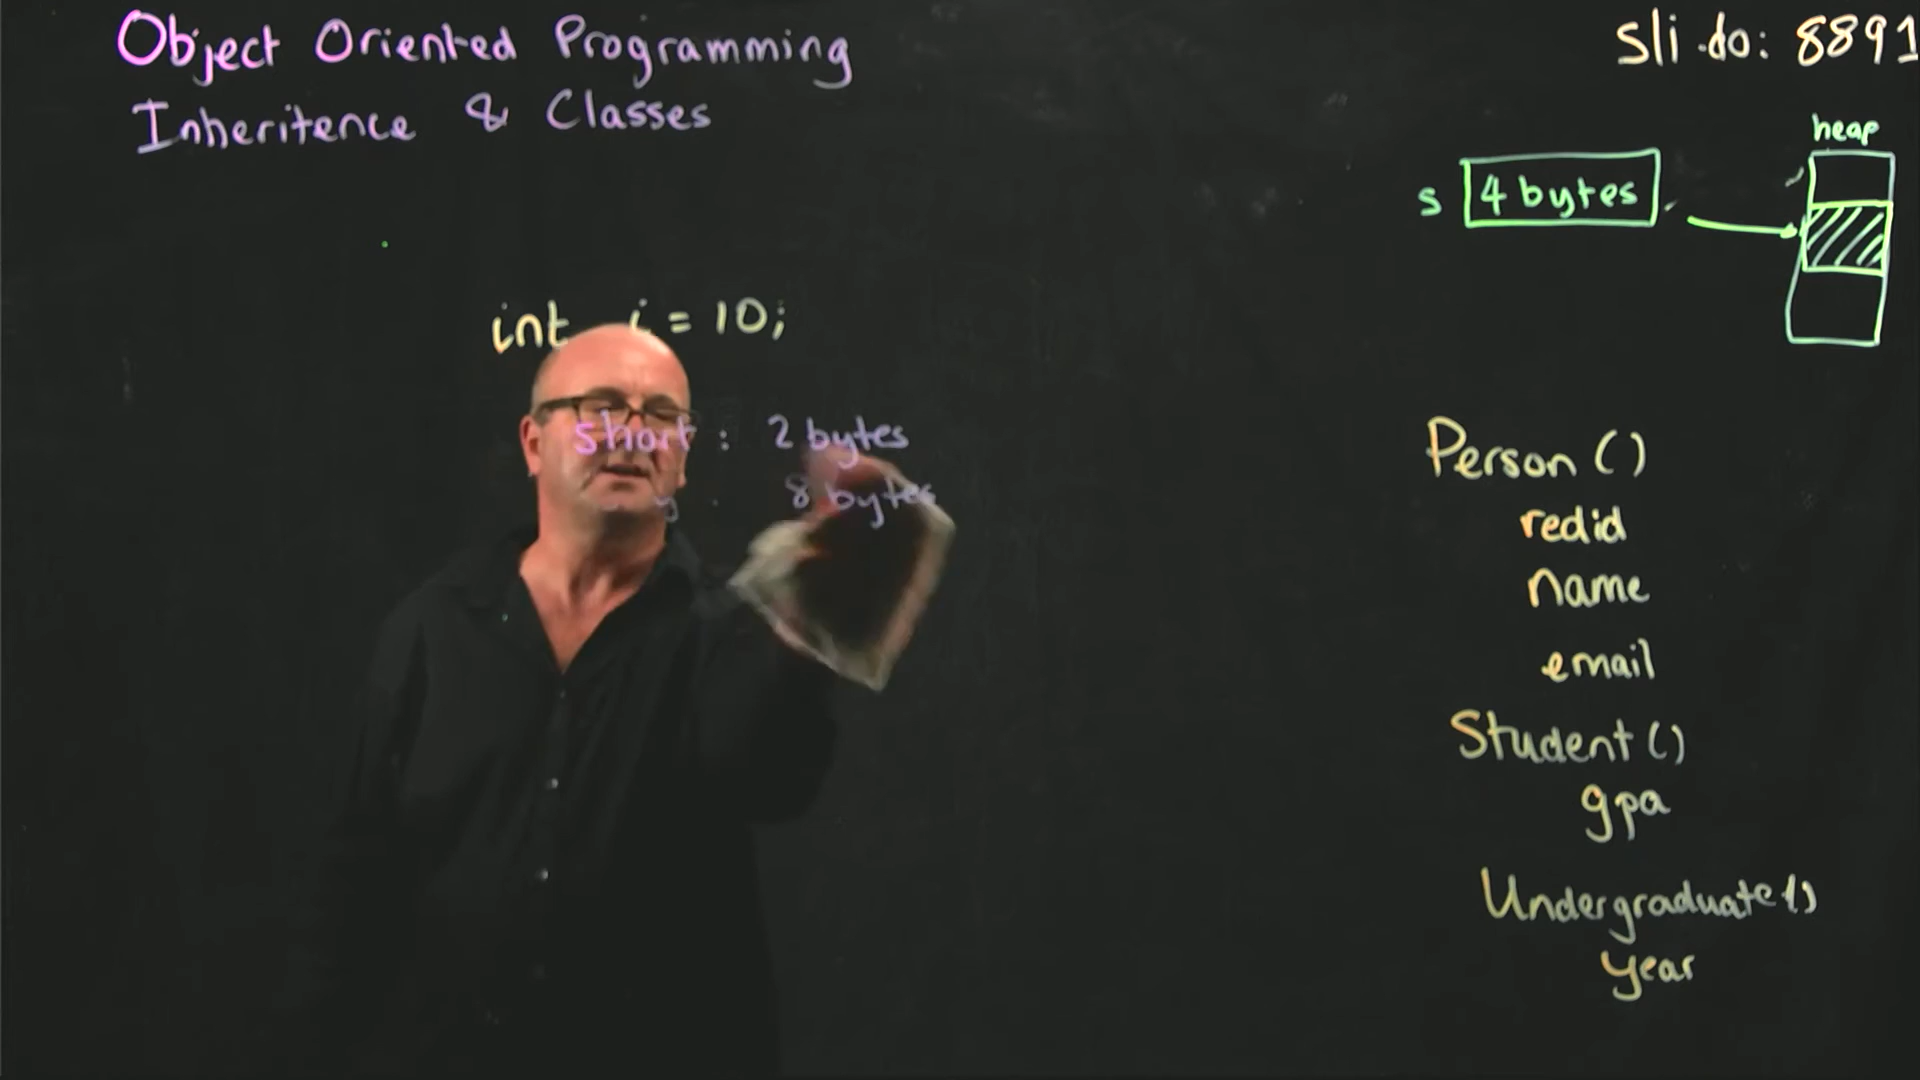 Object Oriented Programming
Inheritence & Classes
sli.do: 8891
heap
s 4 bytes
int i = 10;
short : 2 bytes
y : 8 bytes
Person ()
redid
name
email
Student ()
gpa
Undergraduate ()
year